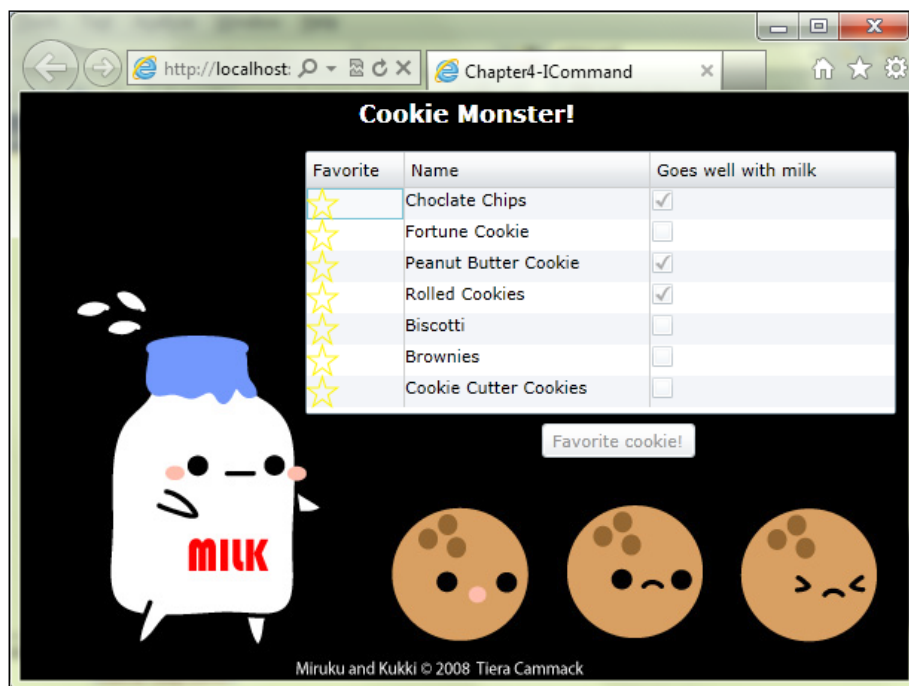 http://localhost:
Chapter4-ICommand
Cookie Monster!
Favorite Name Goes well with milk
Choclate Chips
Fortune Cookie
Peanut Butter Cookie
Rolled Cookies
Biscotti
Brownies
Cookie Cutter Cookies
Favorite cookie!
MILK
Miruku and Kukki © 2008 Tiera Cammack